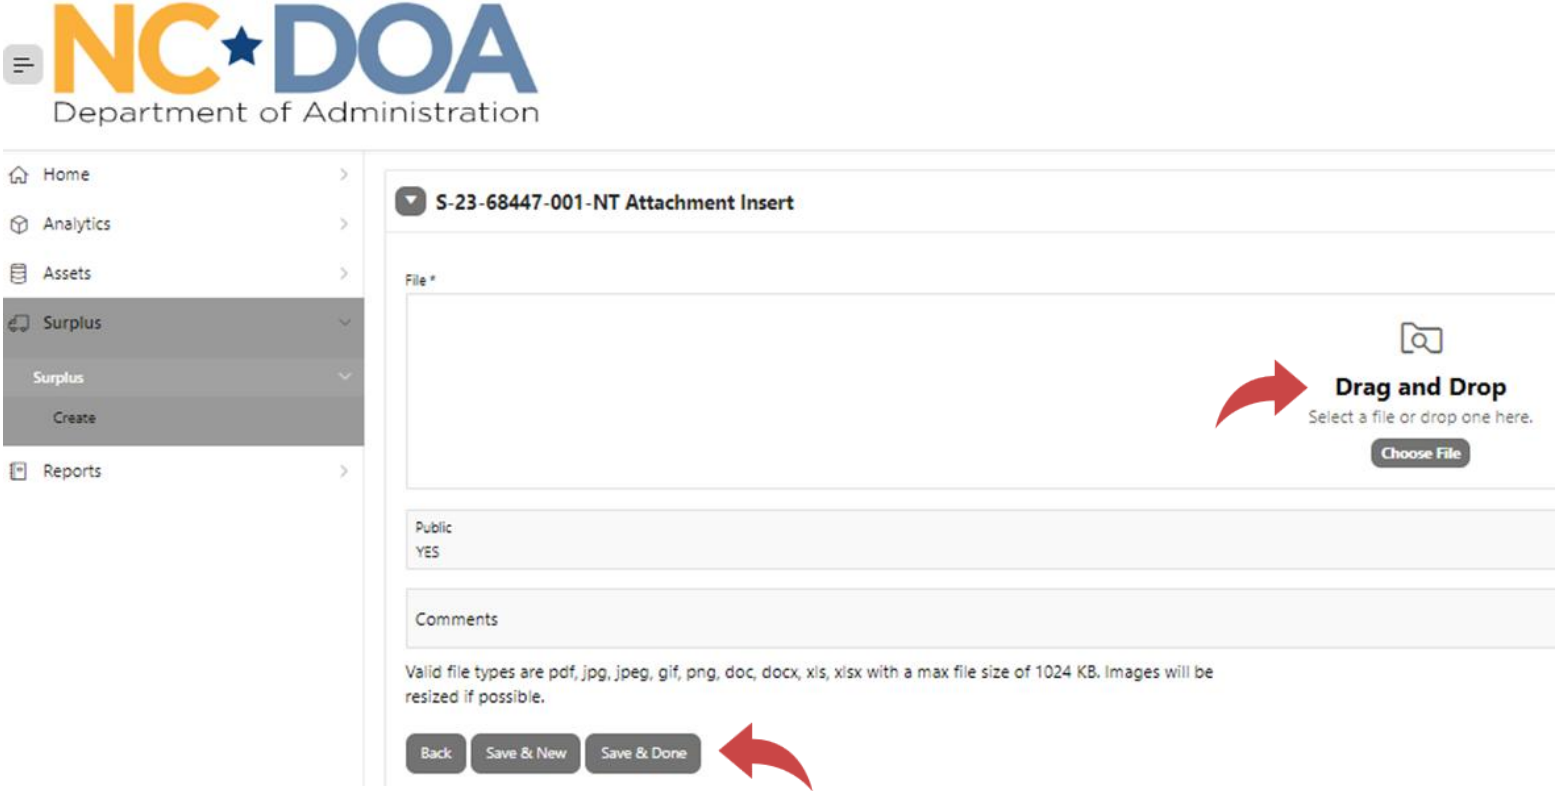 NC DOA
Department of Administration
Home
Analytics
Assets
Surplus
Surplus
Create
Reports
S-23-68447-001-NT Attachment Insert
File *
Drag and Drop
Select a file or drop one here.
Choose File
Public
YES
Comments
Valid file types are pdf, jpg, jpeg, gif, png, doc, docx, xls, xlsx with a max file size of 1024 KB. Images will be
resized if possible.
Back Save & New Save & Done